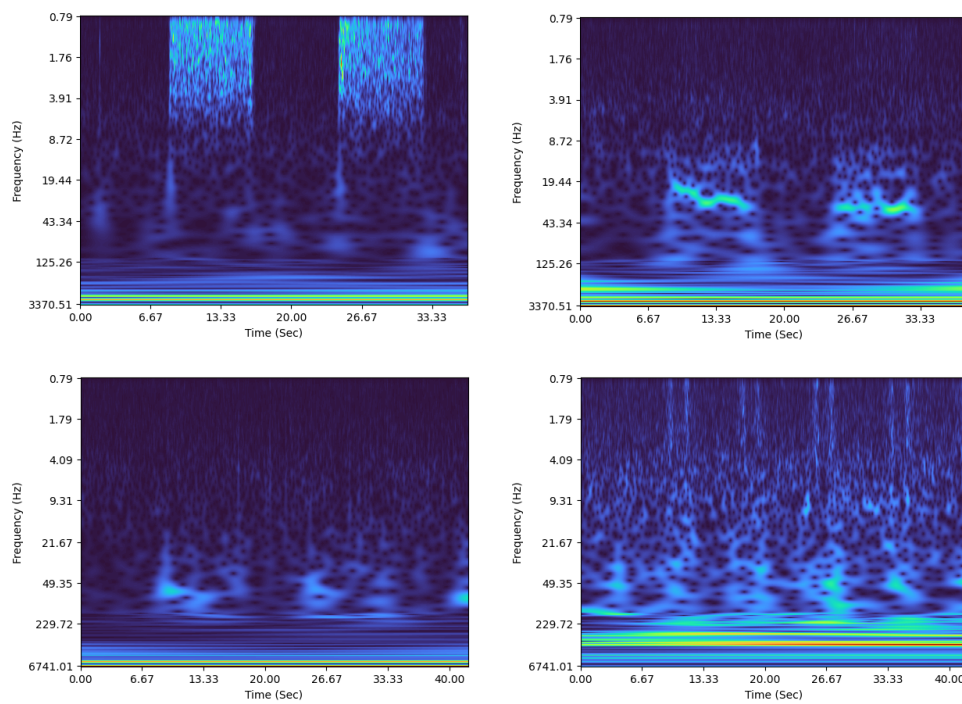 0.79
1.76
3.91
8.72
19.44
43.34
125.26
3370.51
Frequency (Hz)
0.00 6.67 13.33 20.00 26.67 33.33
Time (Sec)
0.79
1.76
3.91
8.72
19.44
43.34
125.26
3370.51
Frequency (Hz)
0.00 6.67 13.33 20.00 26.67 33.33
Time (Sec)
0.79
1.79
4.09
9.31
21.67
49.35
229.72
6741.01
Frequency (Hz)
0.00 6.67 13.33 20.00 26.67 33.33 40.00
Time (Sec)
0.79
1.79
4.09
9.31
21.67
49.35
229.72
6741.01
Frequency (Hz)
0.00 6.67 13.33 20.00 26.67 33.33 40.00
Time (Sec)